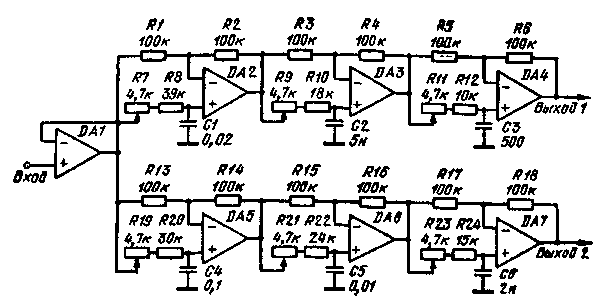 R1 R2 R3 R4 R5 R6
100к 100к 100к 100к 100к 100к
R7 R8 DA2 R9 R10 DA3 R11 R12 DA4
4,7к 39к 4,7к 18к 4,7к 10к
DA1
C1 C2 C3 Выход 1
0,02 5н 500
Вход
R13 R14 R15 R16 R17 R18
100к 100к 100к 100к 100к 100к
R19 R20 DA5 R21 R22 DA6 R23 R24 DA7
4,7к 30к 4,7к 24к 4,7к 15к
C4 C5 C6 Выход 2
0,1 0,01 2н